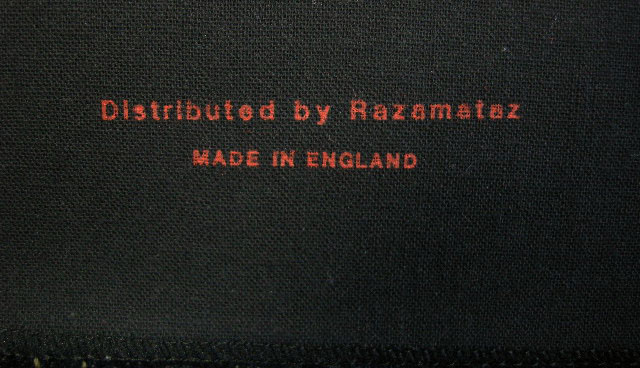 Distributed by Razamataz
MADE IN ENGLAND